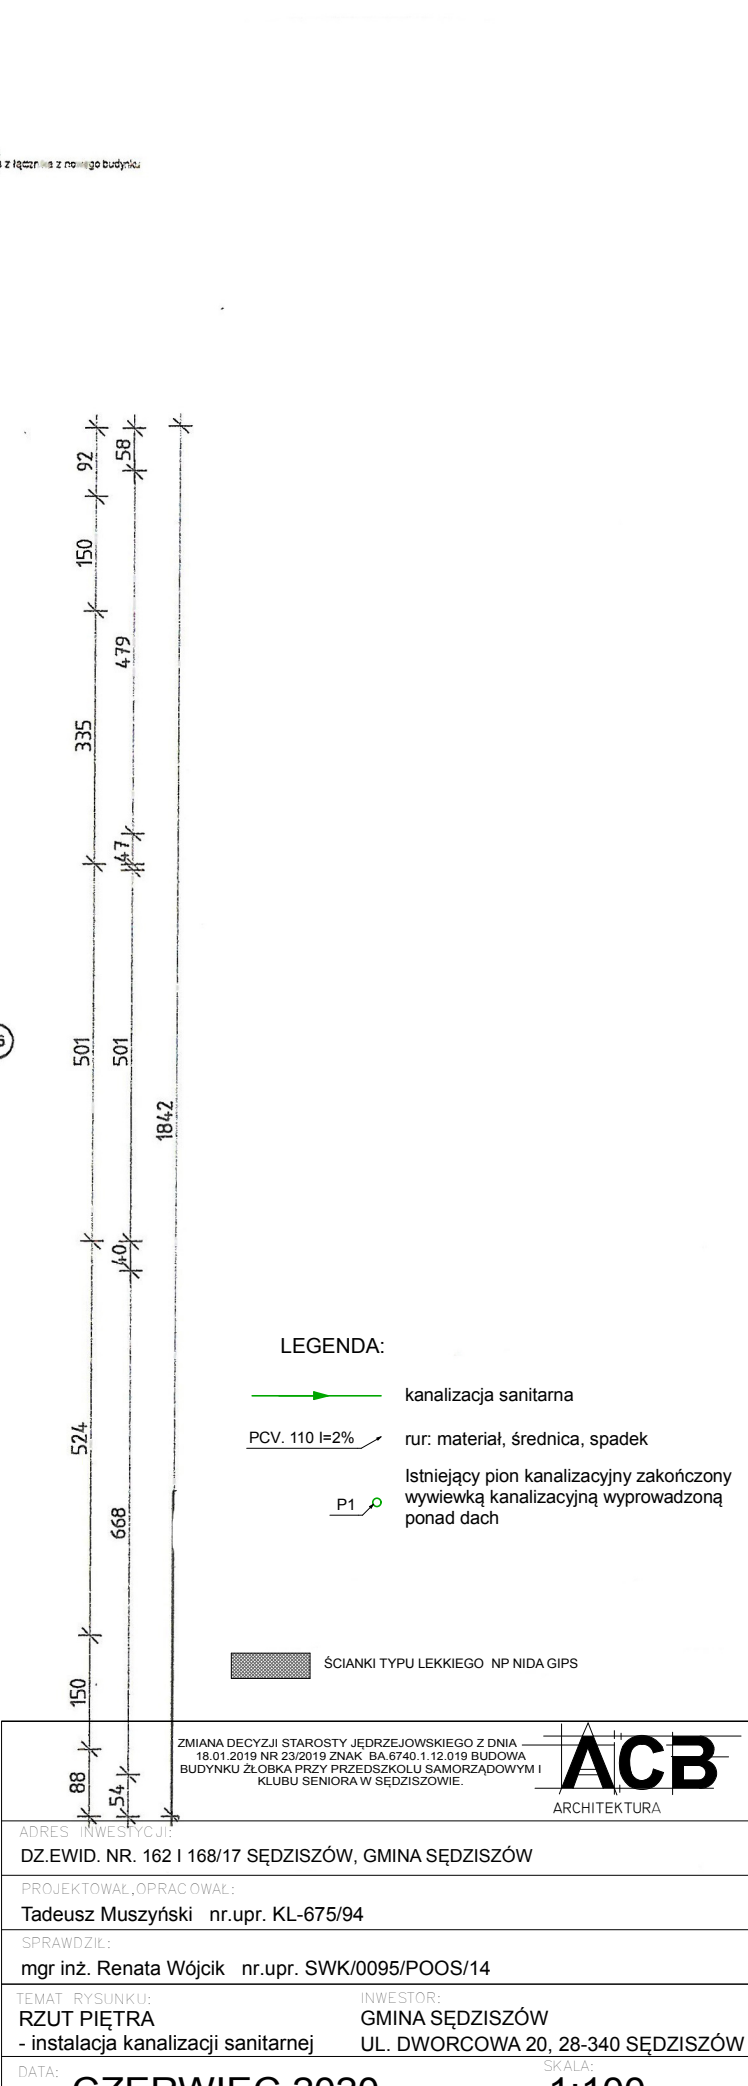 z łącznika z nowego budynku
92
58
150
479
335
47
501
501
1842
40
524
668
150
88
54
LEGENDA:
kanalizacja sanitarna
PCV. 110 I=2%
rur: materiał, średnica, spadek
P1
Istniejący pion kanalizacyjny zakończony
wywiewką kanalizacyjną wyprowadzoną
ponad dach
ŚCIANKI TYPU LEKKIEGO NP NIDA GIPS
ZMIANA DECYZJI STAROSTY JĘDRZEJOWSKIEGO Z DNIA
18.01.2019 NR 23/2019 ZNAK BA.6740.1.12.019 BUDOWA
BUDYNKU ŻŁOBKA PRZY PRZEDSZKOLU SAMORZĄDOWYM I
KLUBU SENIORA W SĘDZISZOWIE.
ACB
ARCHITEKTURA
ADRES INWESTYCJI:
DZ.EWID. NR. 162 I 168/17 SĘDZISZÓW, GMINA SĘDZISZÓW
PROJEKTOWAŁ,OPRACOWAŁ:
Tadeusz Muszyński nr.upr. KL-675/94
SPRAWDZIŁ:
mgr inż. Renata Wójcik nr.upr. SWK/0095/POOS/14
TEMAT RYSUNKU:
RZUT PIĘTRA
- instalacja kanalizacji sanitarnej
INWESTOR:
GMINA SĘDZISZÓW
UL. DWORCOWA 20, 28-340 SĘDZISZÓW
DATA:
CZERWIEC 2020
SKALA:
1:100